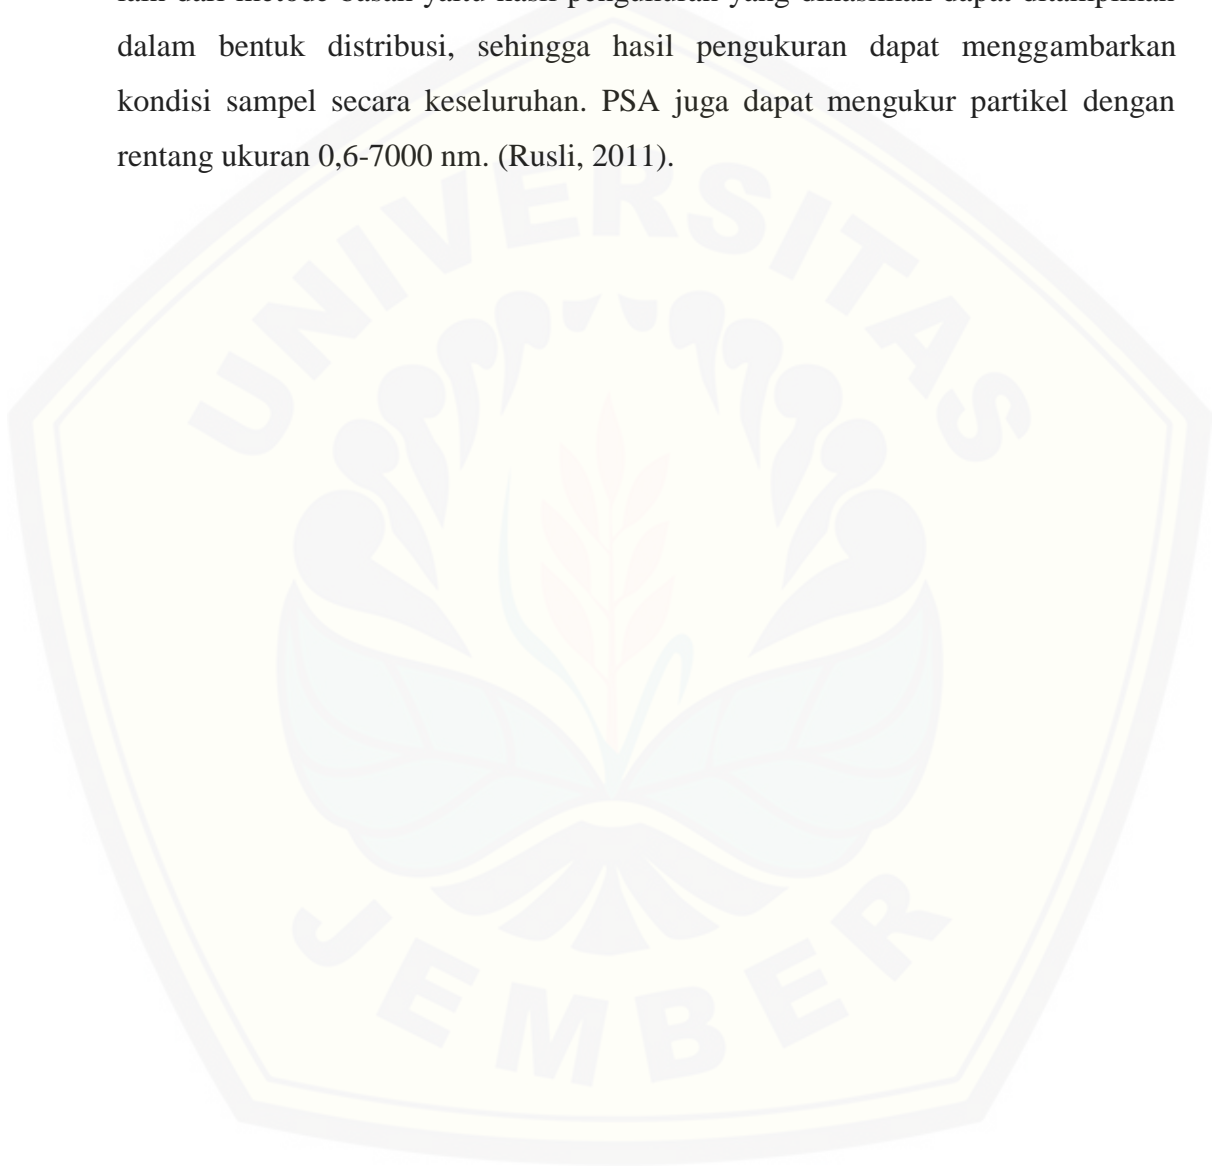 lain dari metode basah yaitu hasil pengukuran yang dihasilkan dapat ditampilkan
dalam bentuk distribusi, sehingga hasil pengukuran dapat menggambarkan
kondisi sampel secara keseluruhan. PSA juga dapat mengukur partikel dengan
rentang ukuran 0,6-7000 nm. (Rusli, 2011).
UNIVERSITAS
JEMBER